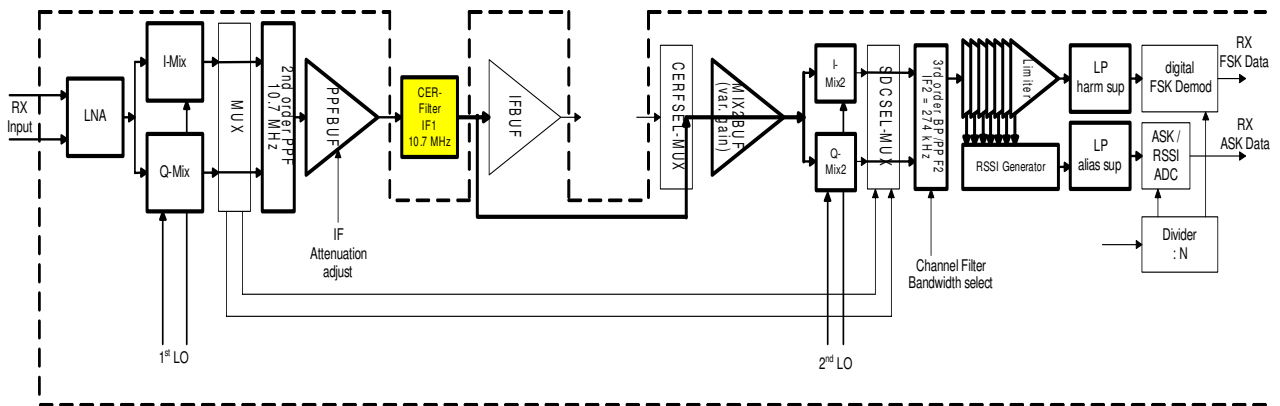 RX
Input
LNA
I-Mix
Q-Mix
MUX
2nd order PPF
10.7 MHz
PPFBUF
IF
Attenuation
adjust
CER-
Filter
IF1
10.7 MHz
IFBUF
CERFSEL-MUX
MIX2BUF
(var. gain)
I-
Mix2
Q-
Mix2
SDCSEL-MUX
3rd order BP/PPF2
IF2 = 274 kHz
Channel Filter
Bandwidth select
Limiter
RSSI Generator
LP
harm sup
LP
alias sup
digital
FSK Demod
ASK /
RSSI
ADC
Divider
: N
RX
FSK Data
RX
ASK Data
1st LO
2nd LO